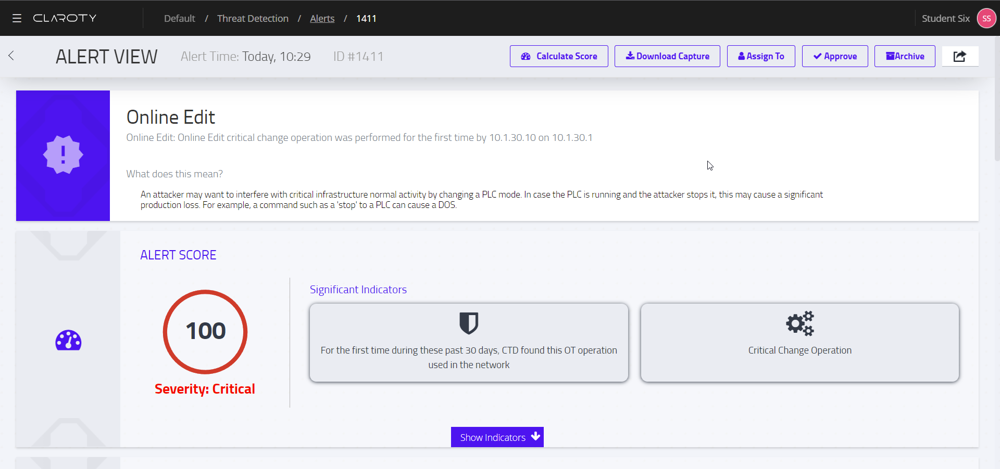 CLAROTY
Default / Threat Detection / Alerts / 1411
Student Six SS
ALERT VIEW Alert Time: Today, 10:29 ID #1411
Calculate Score Download Capture Assign To Approve Archive
Online Edit
Online Edit: Online Edit critical change operation was performed for the first time by 10.1.30.10 on 10.1.30.1
What does this mean?
An attacker may want to interfere with critical infrastructure normal activity by changing a PLC mode. In case the PLC is running and the attacker stops it, this may cause a significant
production loss. For example, a command such as a 'stop' to a PLC can cause a DOS.
ALERT SCORE
100
Severity: Critical
Significant Indicators
For the first time during these past 30 days, CTD found this OT operation
used in the network
Critical Change Operation
Show Indicators